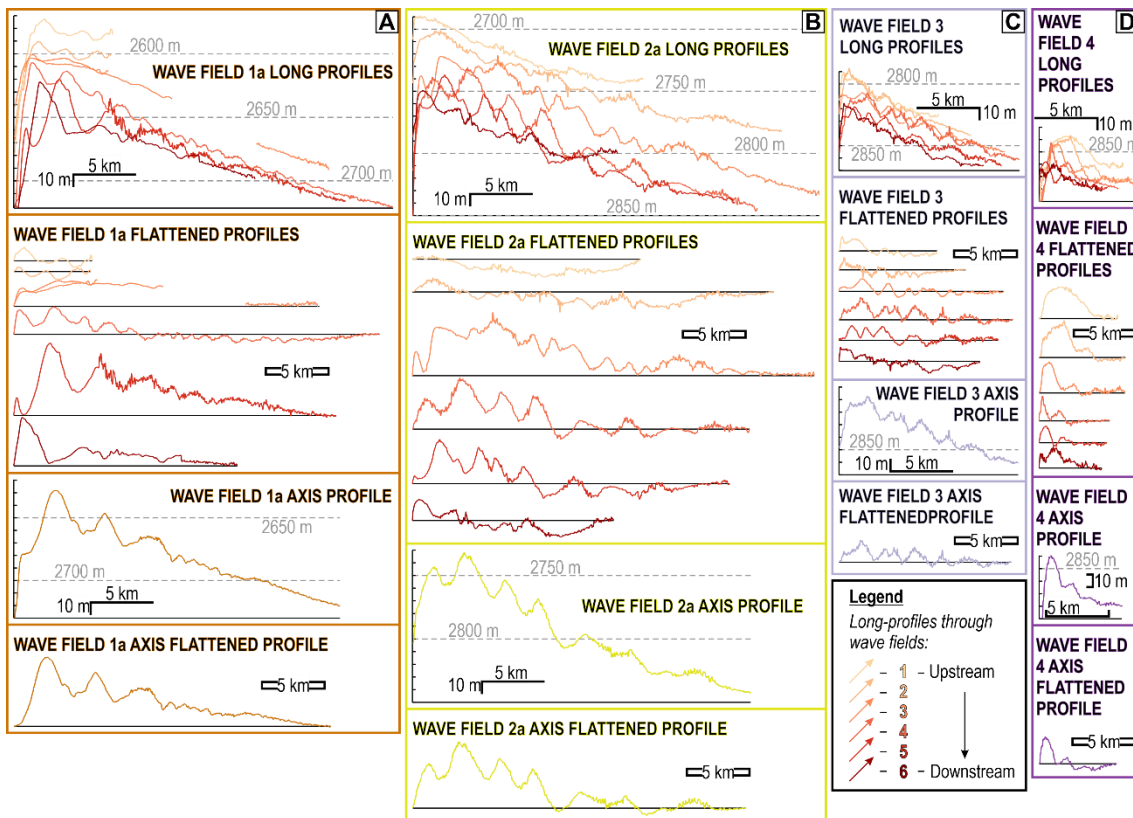 A
2600 m
WAVE FIELD 1a LONG PROFILES
2650 m
5 km
10 m
2700 m
WAVE FIELD 1a FLATTENED PROFILES
5 km
WAVE FIELD 1a AXIS PROFILE
2650 m
2700 m
5 km
10 m
WAVE FIELD 1a AXIS FLATTENED PROFILE
5 km
B
2700 m
WAVE FIELD 2a LONG PROFILES
2750 m
2800 m
5 km
10 m
2850 m
WAVE FIELD 2a FLATTENED PROFILES
5 km
WAVE FIELD 2a AXIS PROFILE
2750 m
2800 m
5 km
10 m
WAVE FIELD 2a AXIS FLATTENED PROFILE
5 km
C
WAVE FIELD 3
LONG PROFILES
2800 m
5 km
10 m
2850 m
WAVE FIELD 3
FLATTENED PROFILES
5 km
WAVE FIELD 3 AXIS
PROFILE
2850 m
10 m
5 km
WAVE FIELD 3 AXIS
FLATTENEDPROFILE
5 km
Legend
Long-profiles through
wave fields:
– 1 – Upstream
– 2
– 3
– 4
– 5
– 6 – Downstream
D
WAVE
FIELD 4
LONG
PROFILES
5 km
10 m
2850 m
WAVE FIELD
4 FLATTENED
PROFILES
5 km
WAVE FIELD
4 AXIS
PROFILE
2850 m
10 m
5 km
WAVE FIELD
4 AXIS
FLATTENED
PROFILE
5 km